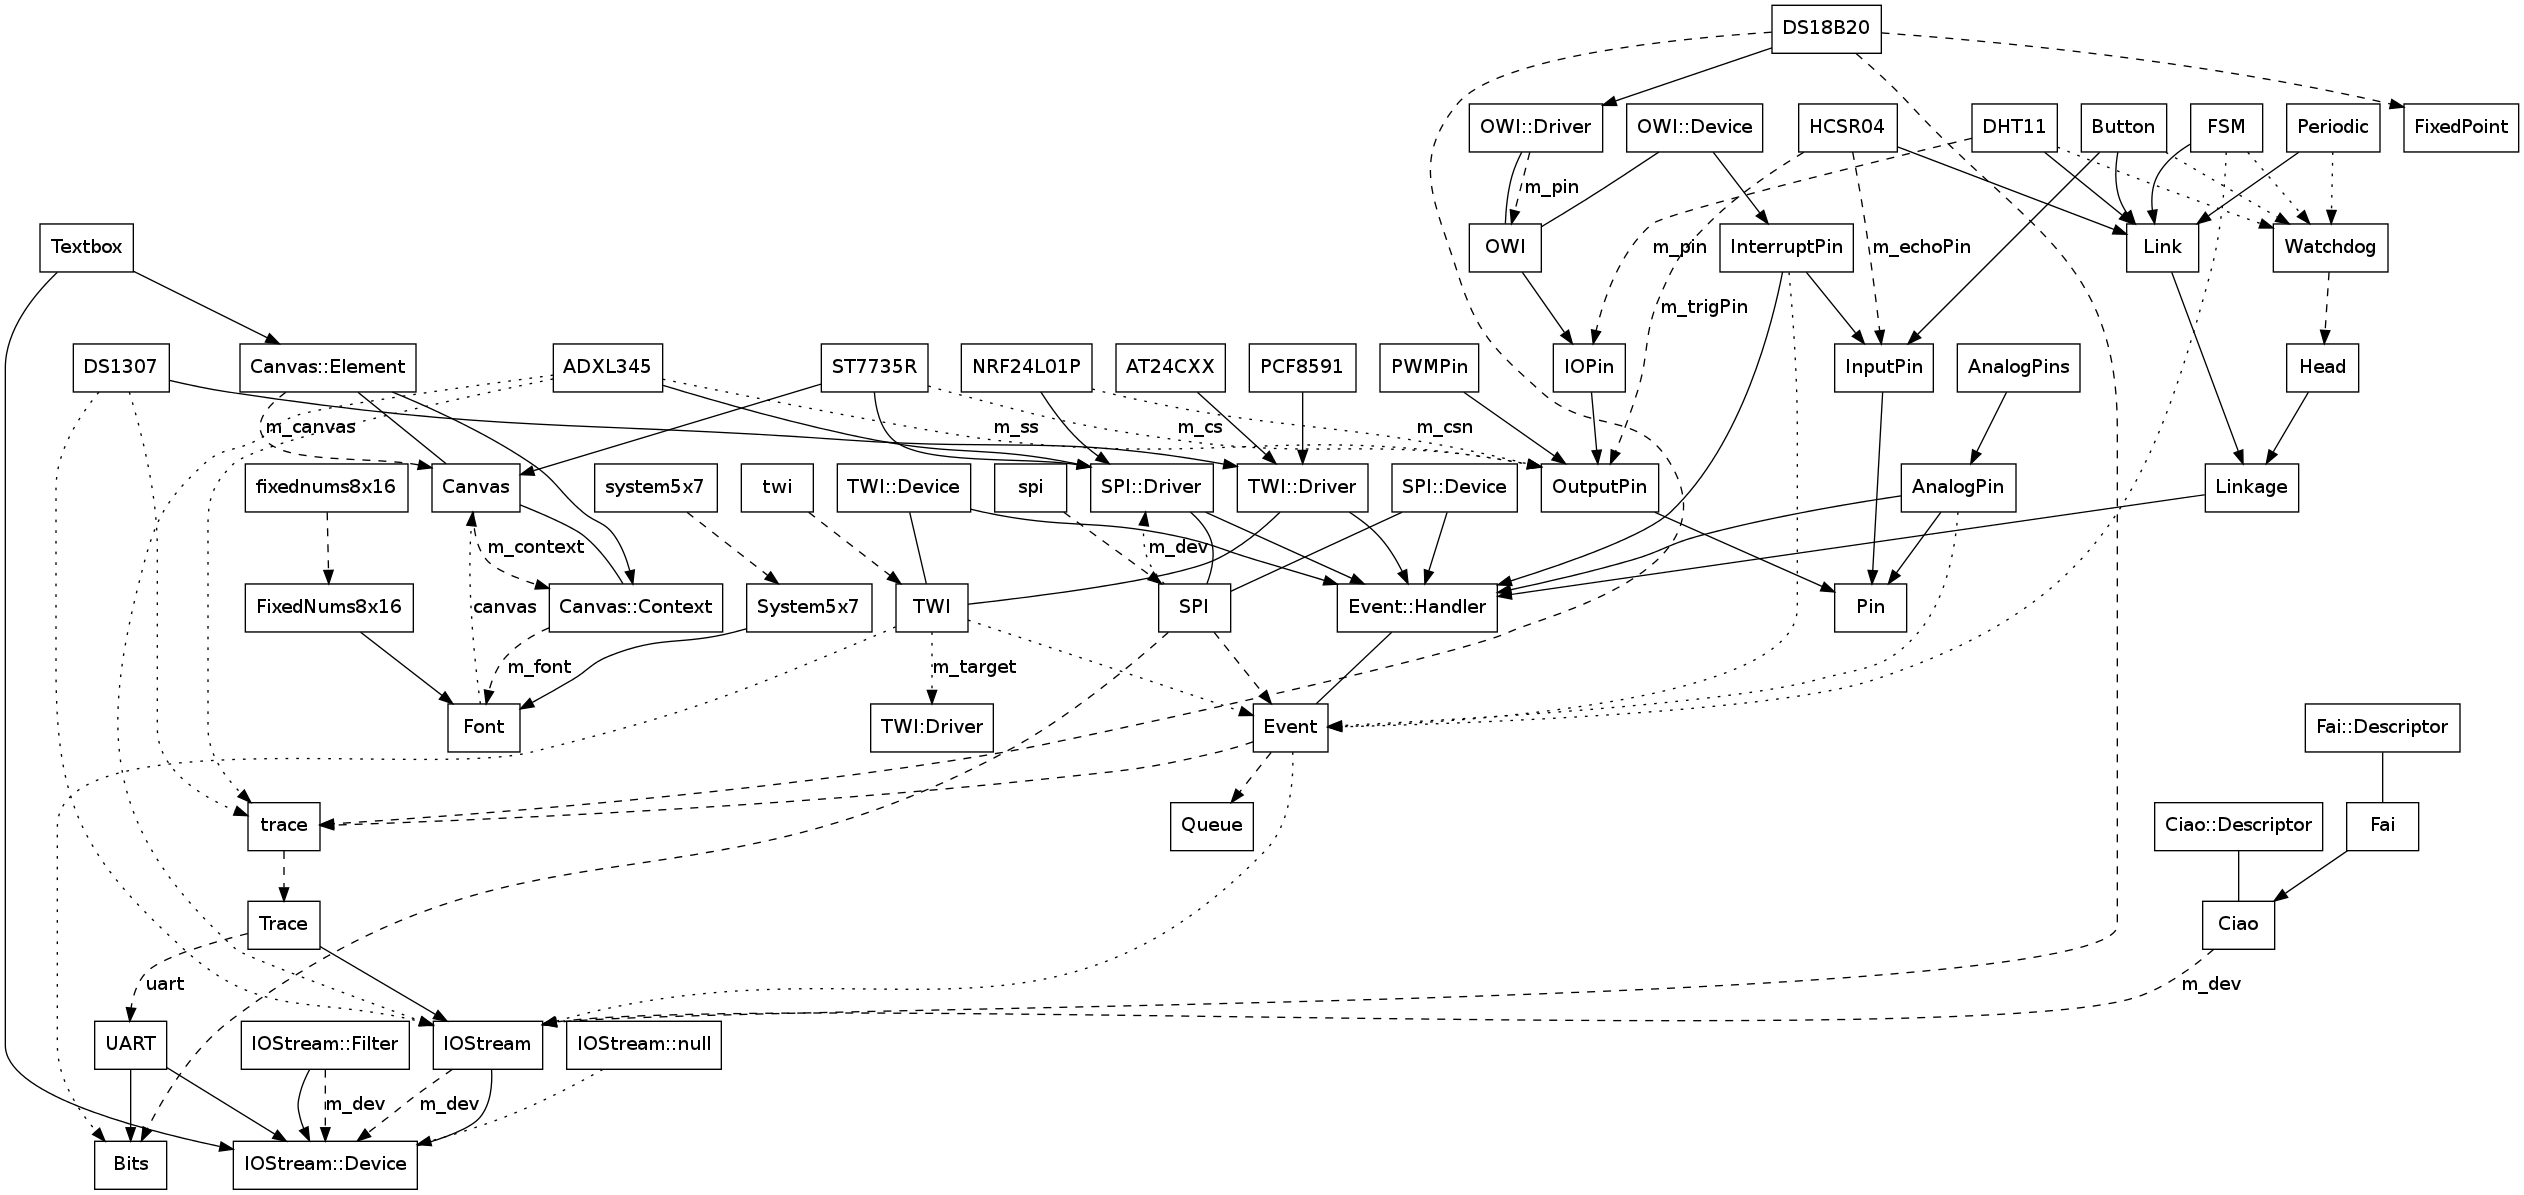 DS18B20
OWI::Driver
OWI::Device
HCSR04
DHT11
Button
FSM
Periodic
FixedPoint
m_pin
Textbox
OWI
m_pin
InterruptPin
m_echoPin
Link
Watchdog
m_trigPin
DS1307
Canvas::Element
ADXL345
ST7735R
NRF24L01P
AT24CXX
PCF8591
PWMPin
IOPin
InputPin
AnalogPins
Head
m_canvas
m_ss
m_cs
m_csn
fixednums8x16
Canvas
system5x7
twi
TWI::Device
spi
SPI::Driver
TWI::Driver
SPI::Device
OutputPin
AnalogPin
Linkage
m_context
m_dev
FixedNums8x16
canvas
Canvas::Context
System5x7
TWI
SPI
Event::Handler
Pin
m_font
m_target
Font
TWI:Driver
Event
Fai::Descriptor
trace
Queue
Ciao::Descriptor
Fai
Trace
Ciao
uart
m_dev
UART
IOStream::Filter
IOStream
IOStream::null
m_dev
m_dev
Bits
IOStream::Device